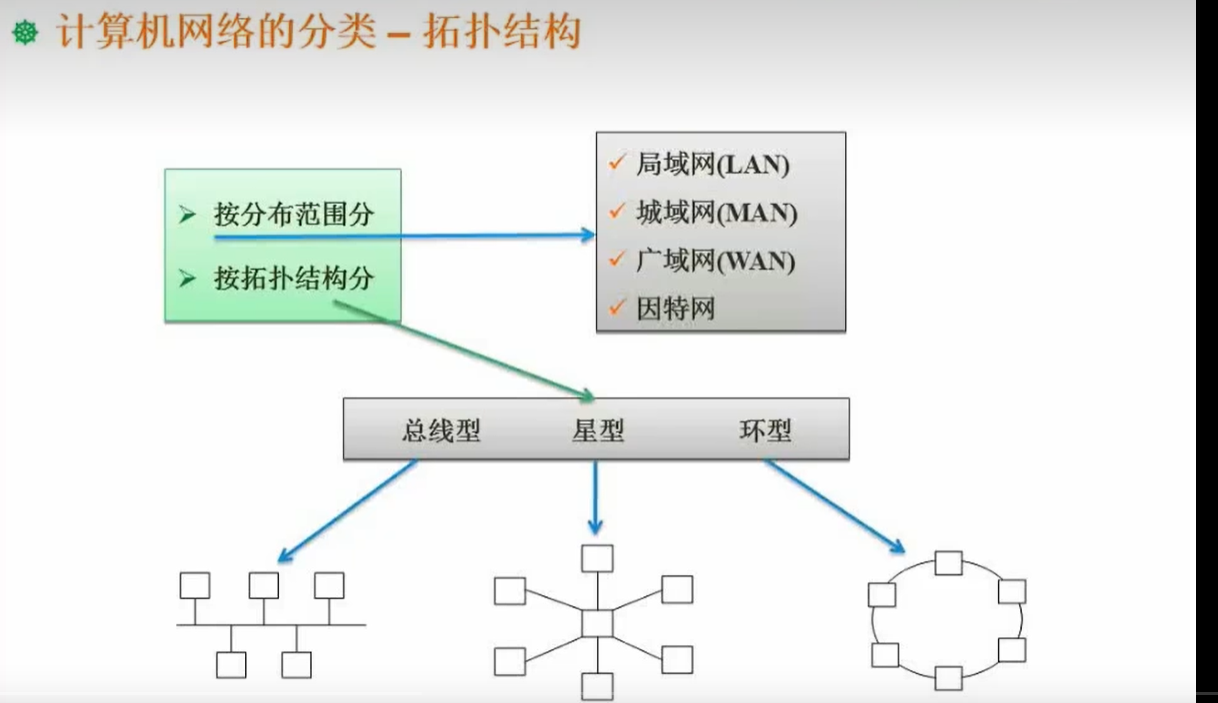 计算机网络的分类 – 拓扑结构
按分布范围分
按拓扑结构分
局域网(LAN)
城域网(MAN)
广域网(WAN)
因特网
总线型 星型 环型